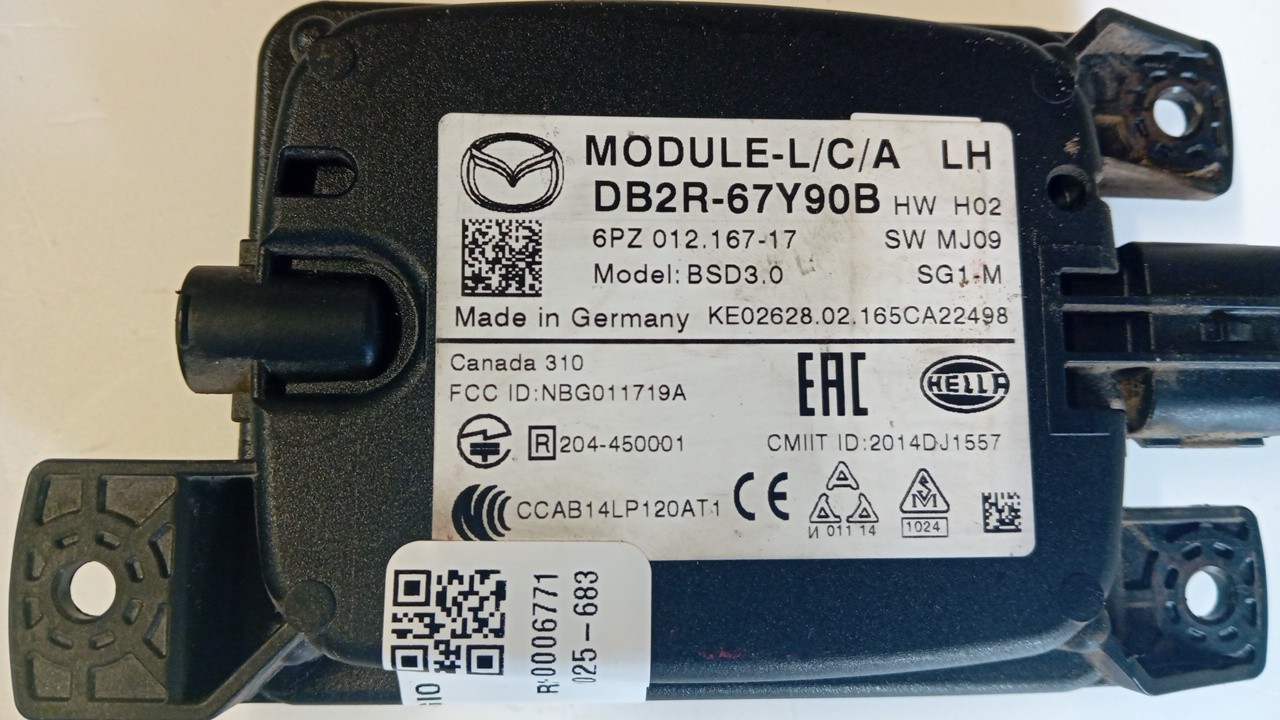 MODULE-L/C/A LH
DB2R-67Y90B HW H02
6PZ 012.167-17 SW MJ09
Model: BSD3.0 SG1-M
Made in Germany KE02628.02.165CA22498
Canada 310
FCC ID:NBG011719A
EAC
HELLA
R 204-450001
CMIIT ID:2014DJ1557
CCAB14LP120AT1
CE
И 011 14
1024
0006771
025-683